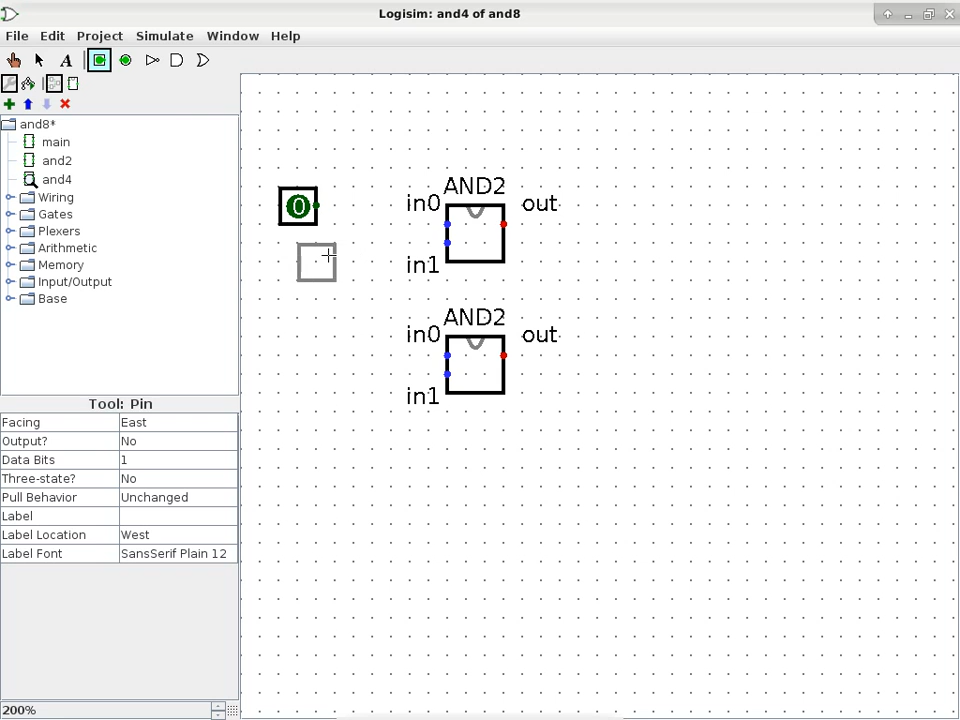 Logisim: and4 of and8
File Edit Project Simulate Window Help
A
and8*
main
and2
and4
Wiring
Gates
Plexers
Arithmetic
Memory
Input/Output
Base
Tool: Pin
Facing East
Output? No
Data Bits 1
Three-state? No
Pull Behavior Unchanged
Label
Label Location West
Label Font SansSerif Plain 12
200%
0
AND2
in0 out
in1
AND2
in0 out
in1